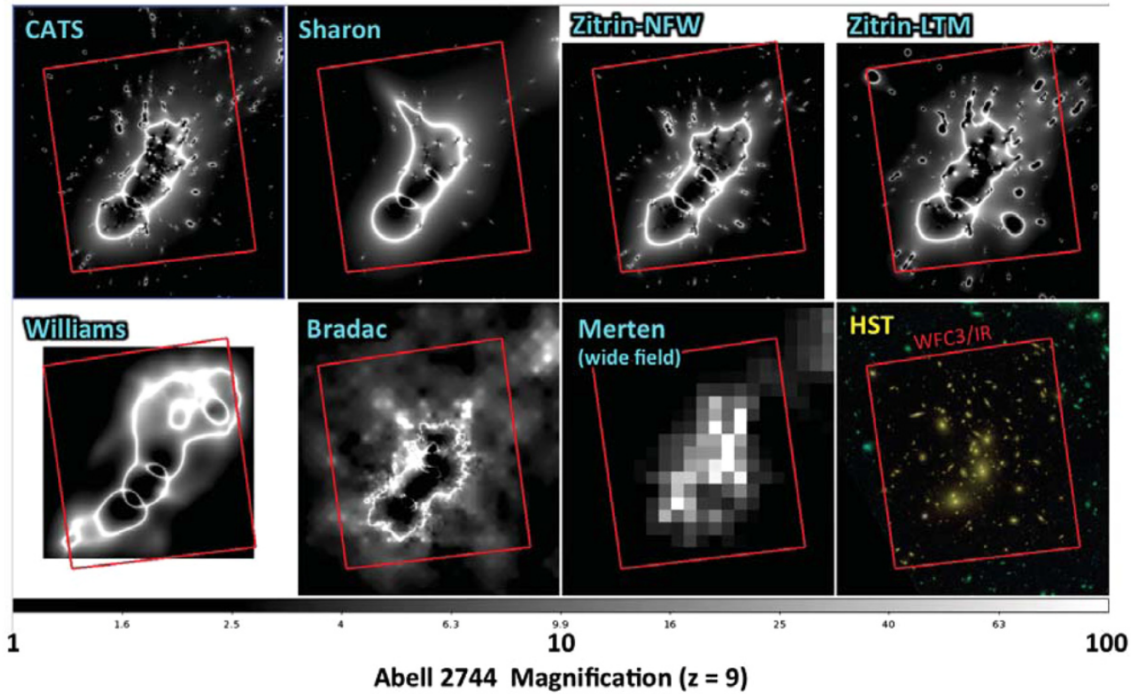 CATS
Sharon
Zitrin-NFW
Zitrin-LTM
Williams
Bradac
Merten
(wide field)
HST
WFC3/IR
1.6 2.5 4 6.3 9.9 16 25 40 63
1 10 100
Abell 2744 Magnification (z = 9)